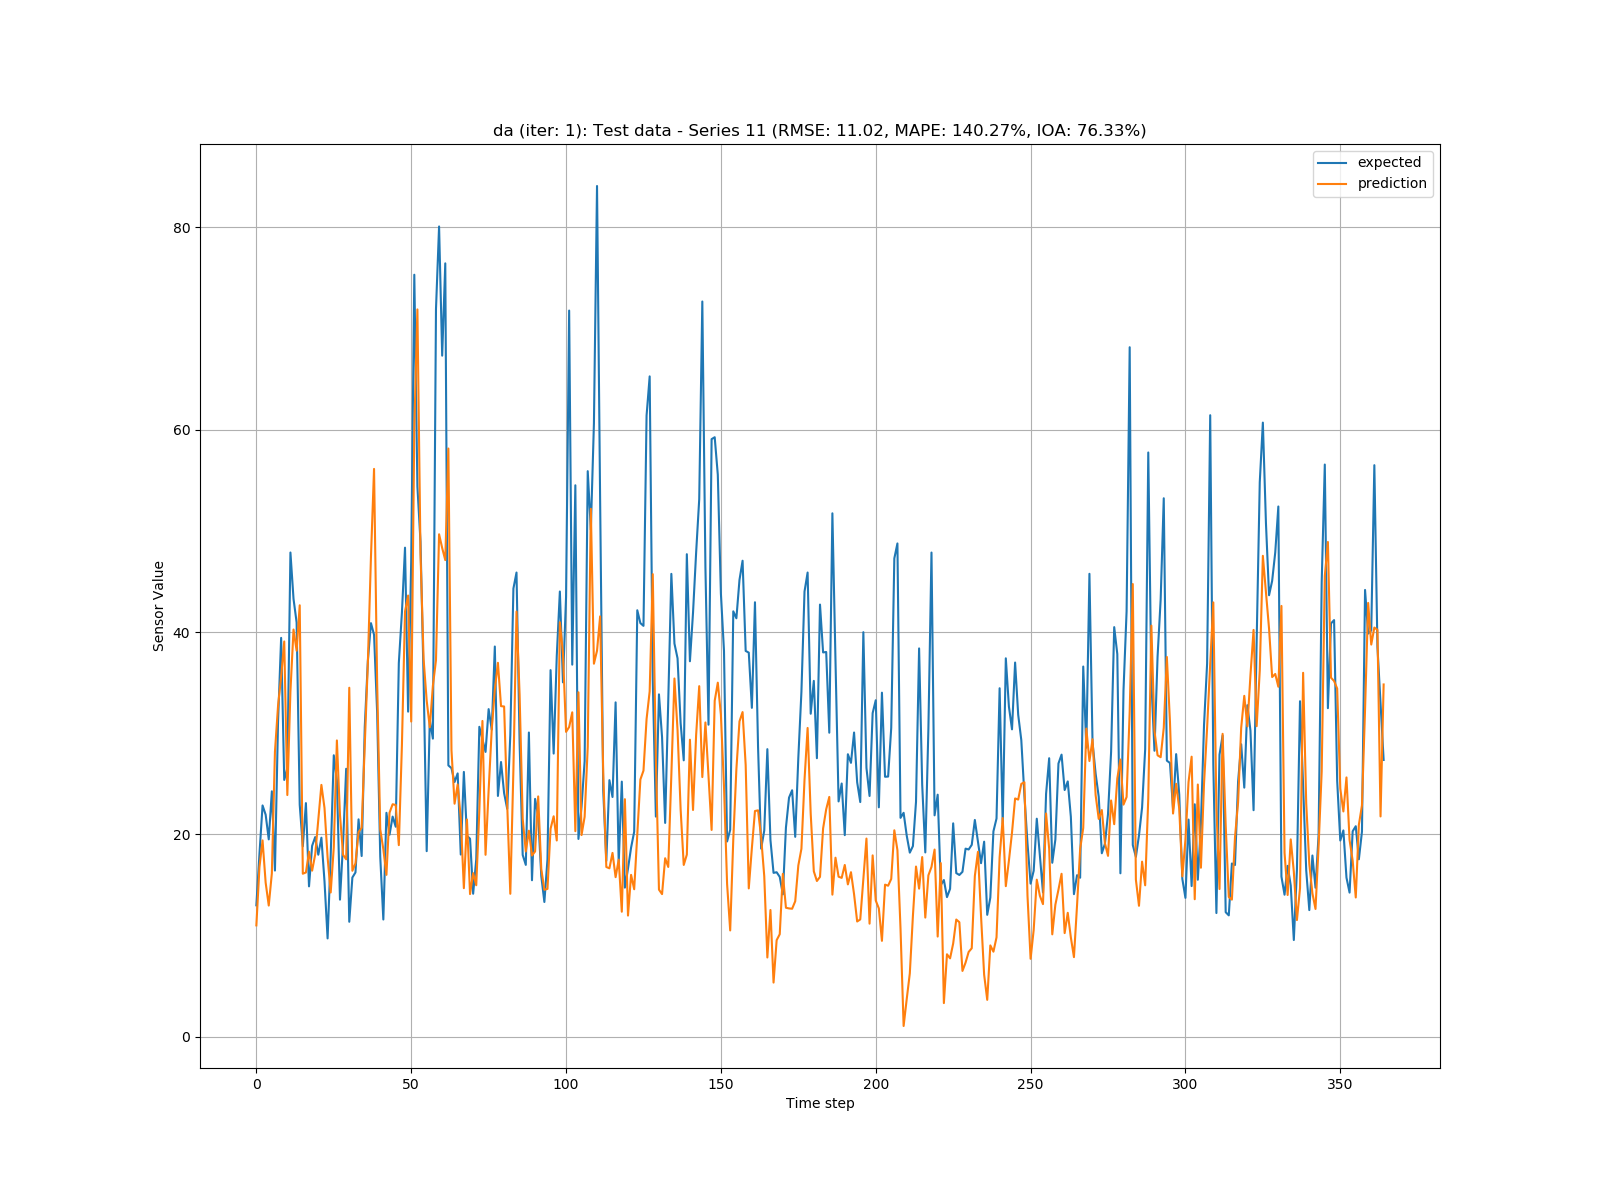 da (iter: 1): Test data - Series 11 (RMSE: 11.02, MAPE: 140.27%, IOA: 76.33%)
expected
prediction
80
60
40
20
0
Sensor Value
0 50 100 150 200 250 300 350
Time step